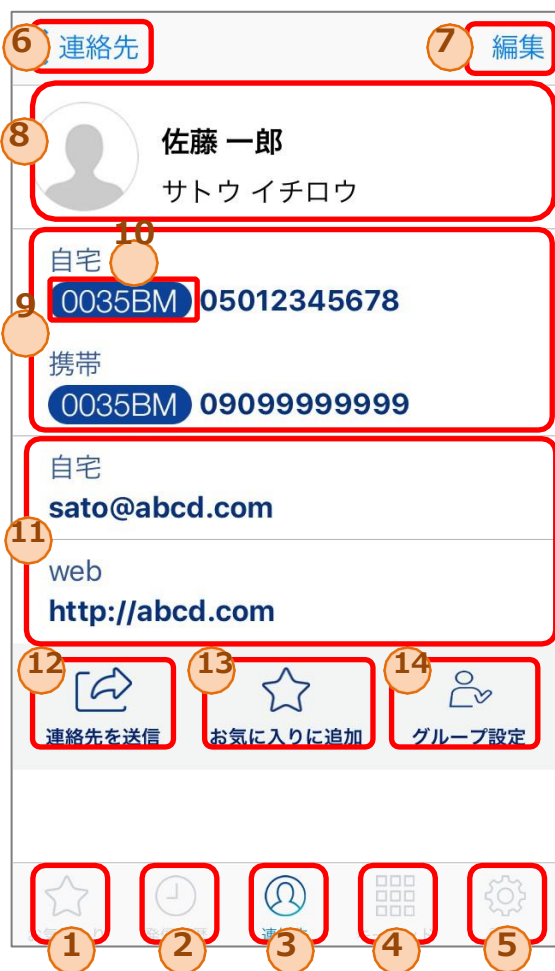 6 連絡先 7 編集
8
佐藤 一郎
サトウ イチロウ
10
自宅
9 0035BM 05012345678
携帯
0035BM 09099999999
自宅
sato@abcd.com
11
web
http://abcd.com
12 13 14
連絡先を送信 お気に入りに追加 グループ設定
1 2 3 4 5